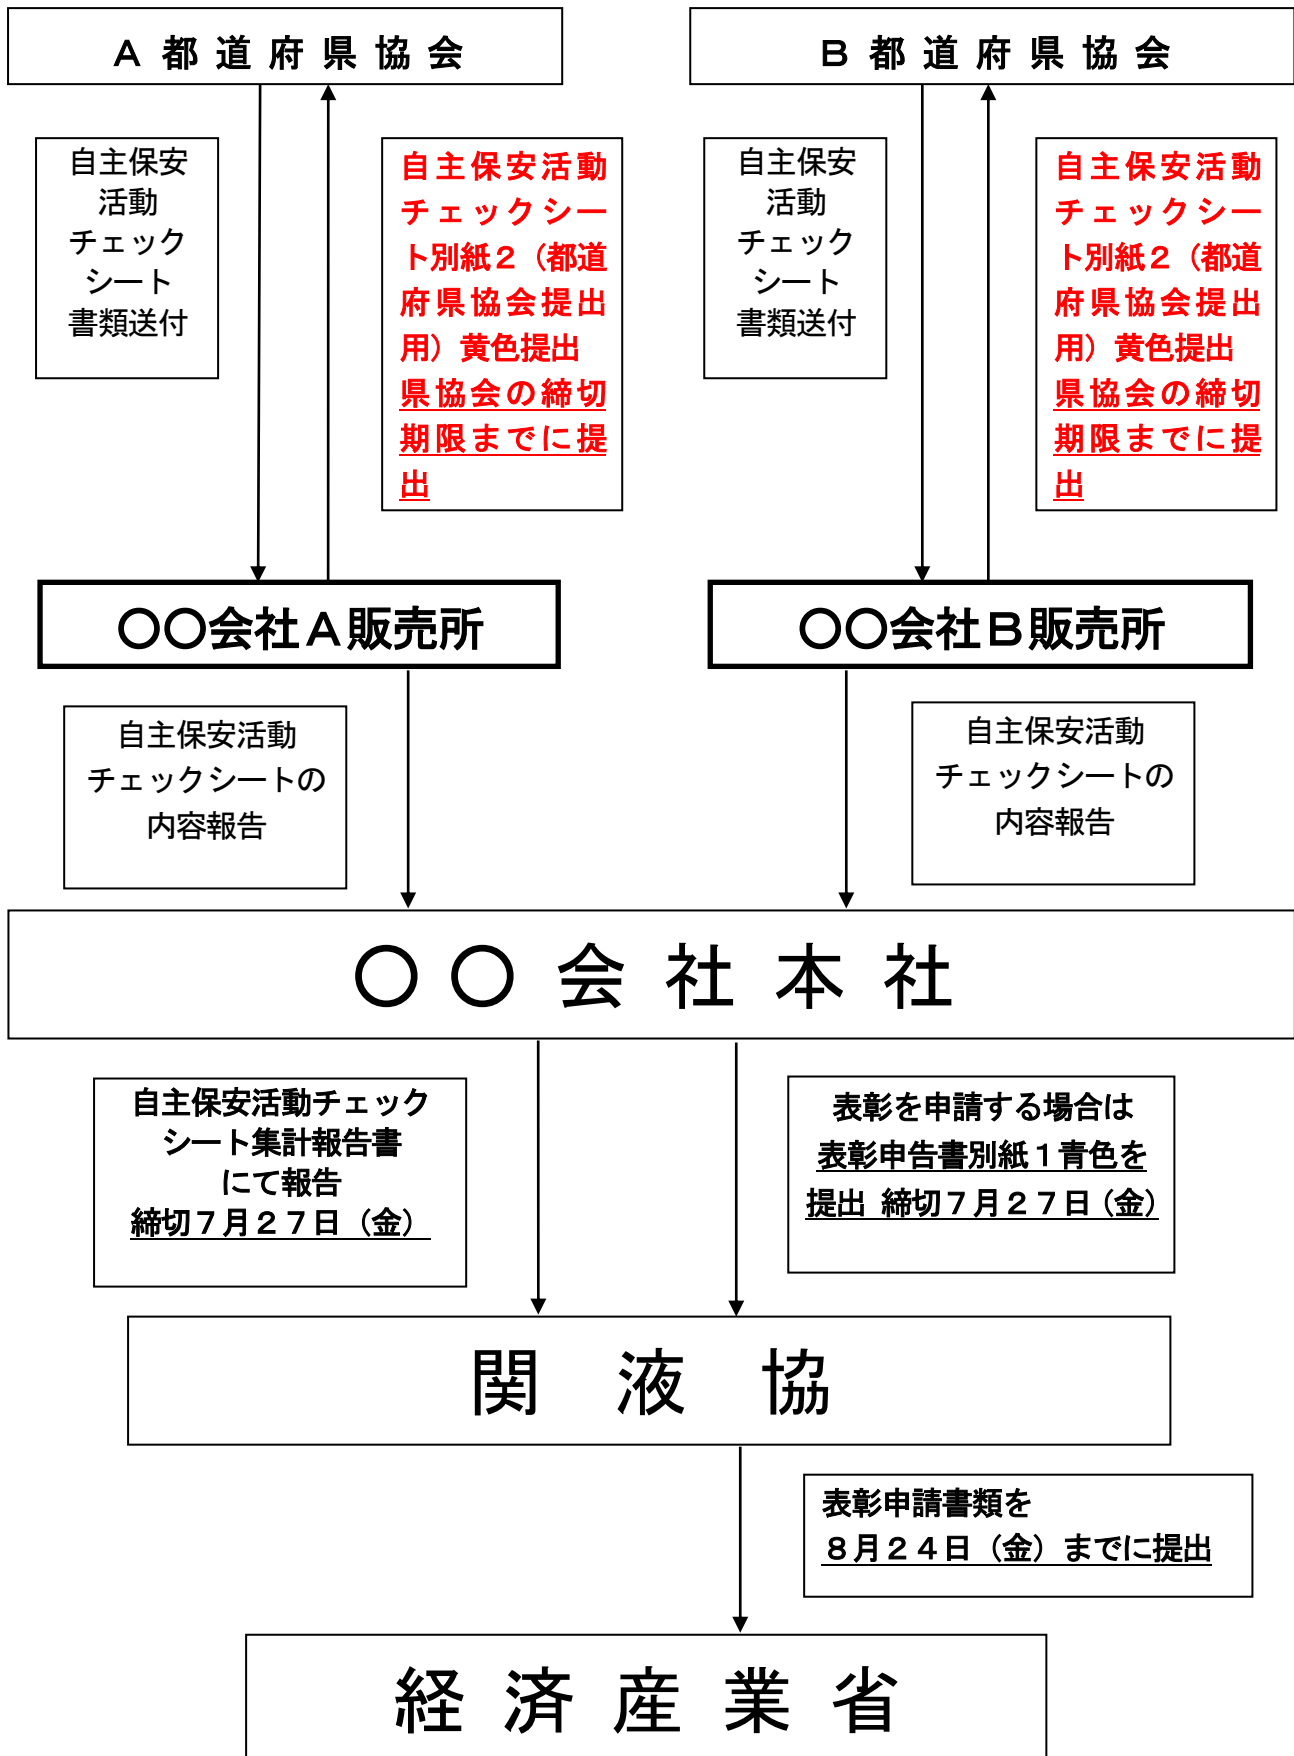 A都道府県協会
B都道府県協会
自主保安
活動
チェック
シート
書類送付
自主保安活動
チェックシー
ト別紙２（都道
府県協会提出
用）黄色提出
県協会の締切
期限までに提
出
自主保安
活動
チェック
シート
書類送付
自主保安活動
チェックシー
ト別紙２（都道
府県協会提出
用）黄色提出
県協会の締切
期限までに提
出
〇〇会社Ａ販売所
〇〇会社Ｂ販売所
自主保安活動
チェックシートの
内容報告
自主保安活動
チェックシートの
内容報告
〇〇会社本社
自主保安活動チェック
シート集計報告書
にて報告
締切７月２７日（金）
表彰を申請する場合は
表彰申告書別紙１青色を
提出 締切７月２７日（金）
関液協
表彰申請書類を
８月２４日（金）までに提出
経済産業省